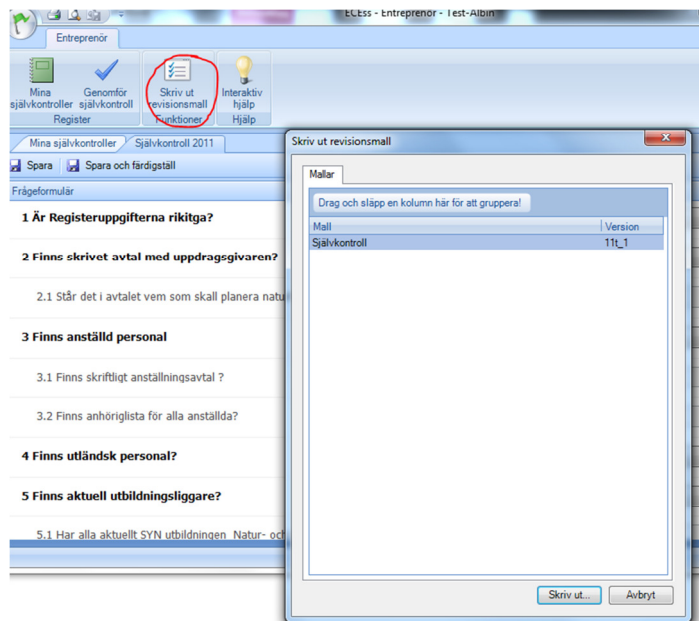 ECEss - Entreprenör - Test-Albin
Entreprenör
Mina självkontroller
Genomför självkontroll
Skriv ut revisionsmall
Interaktiv hjälp
Register
Funktioner
Hjälp
Mina självkontroller
Självkontroll 2011
Spara
Spara och färdigställ
Frågeformulär
1 Är Registeruppgifterna rikitga?
2 Finns skrivet avtal med uppdragsgivaren?
2.1 Står det i avtalet vem som skall planera natu
3 Finns anställd personal
3.1 Finns skriftligt anställningsavtal ?
3.2 Finns anhöriglista för alla anställda?
4 Finns utländsk personal?
5 Finns aktuell utbildningsliggare?
5.1 Har alla aktuellt SYN utbildningen Natur- och
Skriv ut revisionsmall
Mallar
Drag och släpp en kolumn här för att gruppera!
Mall Version
Självkontroll 11t_1
Skriv ut... Avbryt